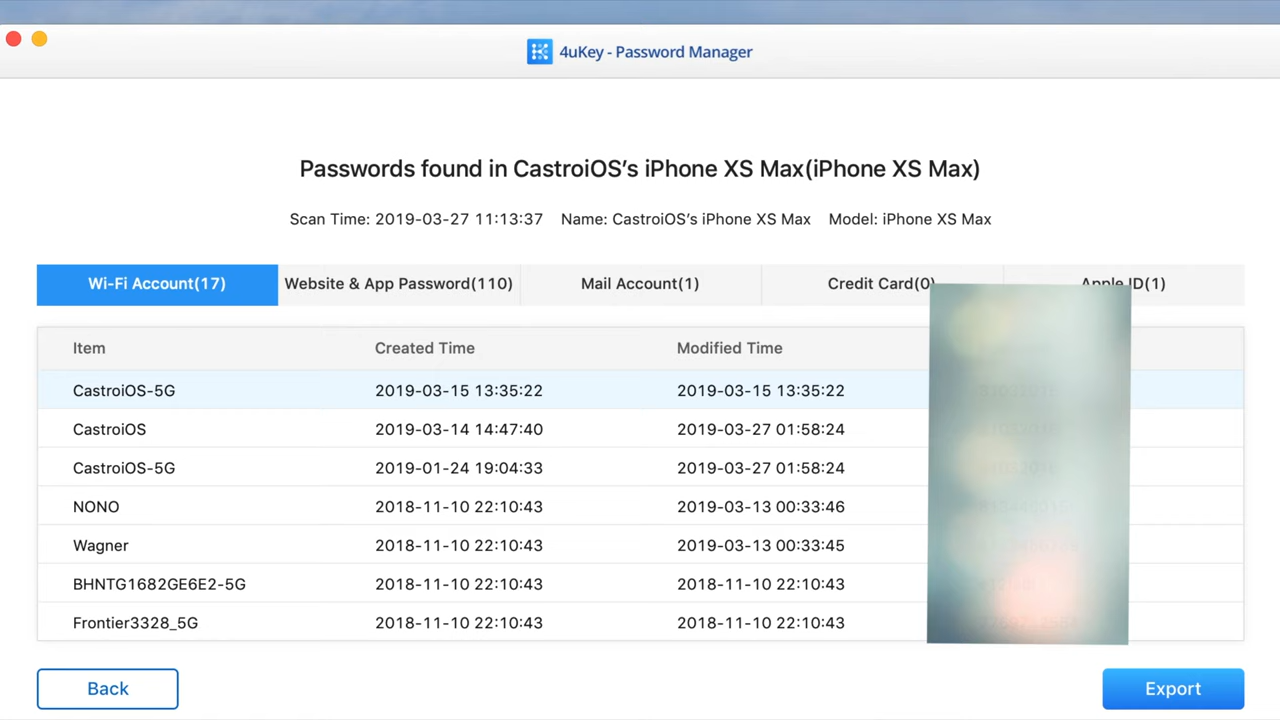 4uKey - Password Manager
Passwords found in CastroiOS’s iPhone XS Max(iPhone XS Max)
Scan Time: 2019-03-27 11:13:37 Name: CastroiOS’s iPhone XS Max Model: iPhone XS Max
Wi-Fi Account(17) Website & App Password(110) Mail Account(1) Credit Card(0) Apple ID(1)
Item Created Time Modified Time
CastroiOS-5G 2019-03-15 13:35:22 2019-03-15 13:35:22
CastroiOS 2019-03-14 14:47:40 2019-03-27 01:58:24
CastroiOS-5G 2019-01-24 19:04:33 2019-03-27 01:58:24
NONO 2018-11-10 22:10:43 2019-03-13 00:33:46
Wagner 2018-11-10 22:10:43 2019-03-13 00:33:45
BHNTG1682GE6E2-5G 2018-11-10 22:10:43 2018-11-10 22:10:43
Frontier3328_5G 2018-11-10 22:10:43 2018-11-10 22:10:43
Back Export